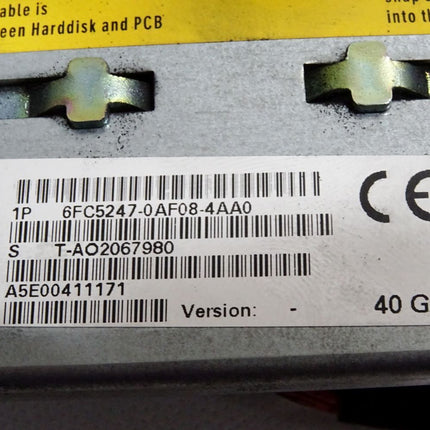 able is
een Harddisk and PCB
into th
1P 6FC5247-0AF08-4AA0
CE
S T-AO2067980
A5E00411171
Version: - 40 G